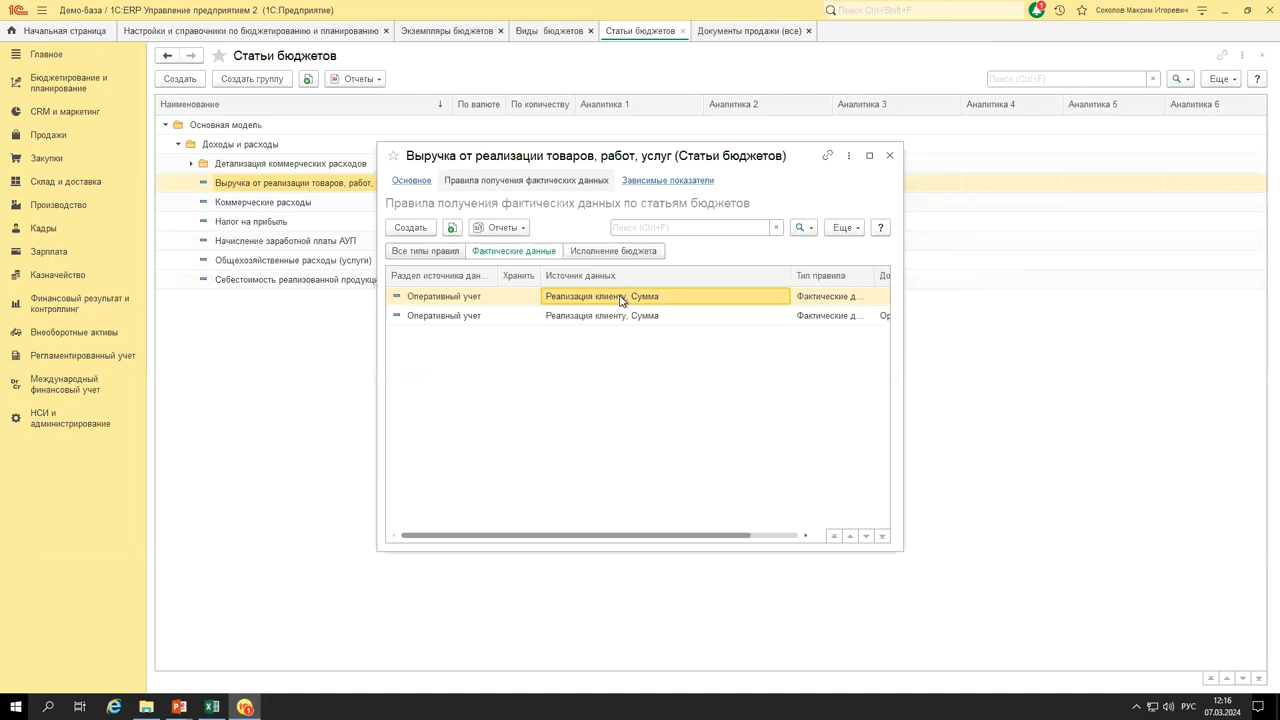 Демо-база / 1С:ERP Управление предприятием 2 (1С:Предприятие)
Поиск Ctrl+Shift+F
1
Соколов Максим Игоревич
Начальная страница
Настройки и справочники по бюджетированию и планированию ×
Экземпляры бюджетов ×
Виды бюджетов ×
Статьи бюджетов ×
Документы продажи (все) ×
Главное
Бюджетирование и планирование
CRM и маркетинг
Продажи
Закупки
Склад и доставка
Производство
Кадры
Зарплата
Казначейство
Финансовый результат и контроллинг
Внеоборотные активы
Регламентированный учет
Международный финансовый учет
НСИ и администрирование
Статьи бюджетов
Создать
Создать группу
Отчеты
Поиск (Ctrl+F)
×
Еще
?
Наименование
По валюте
По количеству
Аналитика 1
Аналитика 2
Аналитика 3
Аналитика 4
Аналитика 5
Аналитика 6
Основная модель
Доходы и расходы
Детализация коммерческих расходов
Выручка от реализации товаров, работ,
Коммерческие расходы
Налог на прибыль
Начисление заработной платы АУП
Общехозяйственные расходы (услуги)
Себестоимость реализованной продукци
Выручка от реализации товаров, работ, услуг (Статьи бюджетов)
Основное
Правила получения фактических данных
Зависимые показатели
Правила получения фактических данных по статьям бюджетов
Создать
Отчеты
Поиск (Ctrl+F)
×
Еще
?
Все типы правил
Фактические данные
Исполнение бюджета
Раздел источника дан...
Хранить
Источник данных
Тип правила
До
Оперативный учет
Реализация клиенту, Сумма
Фактические д...
Оперативный учет
Реализация клиенту, Сумма
Фактические д...
Ор
РУС
12:16
07.03.2024